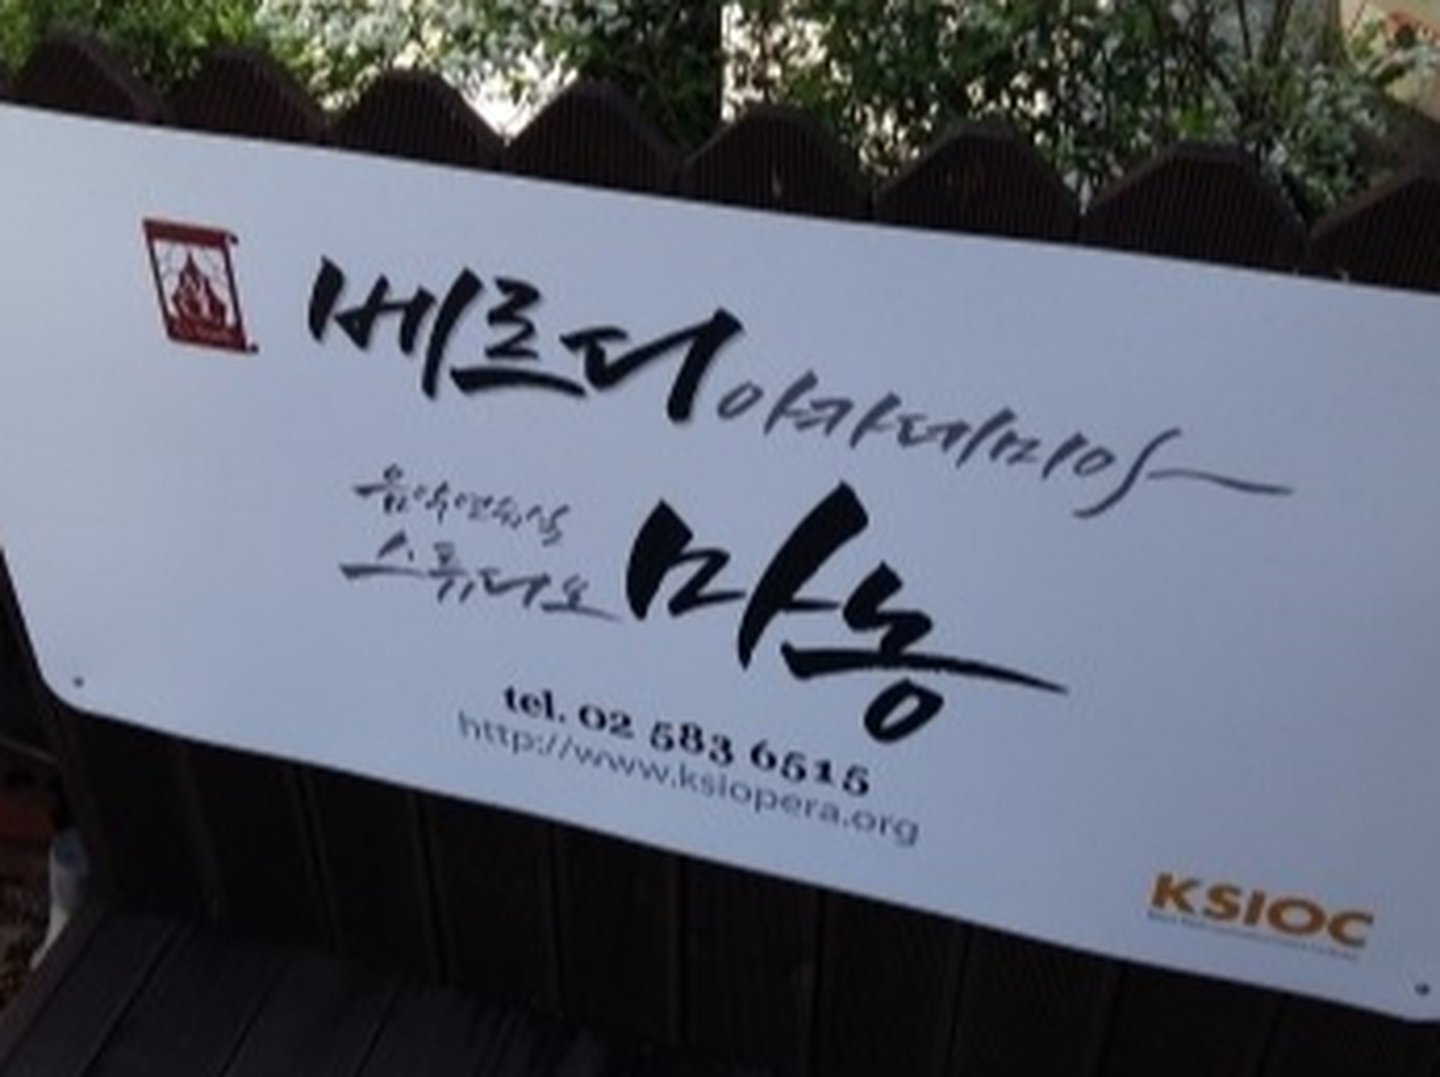 베르디 아카데미아
음악연습실
스튜디오 마농
tel. 02 583 6515
http://www.ksiopera.org
KSIOC